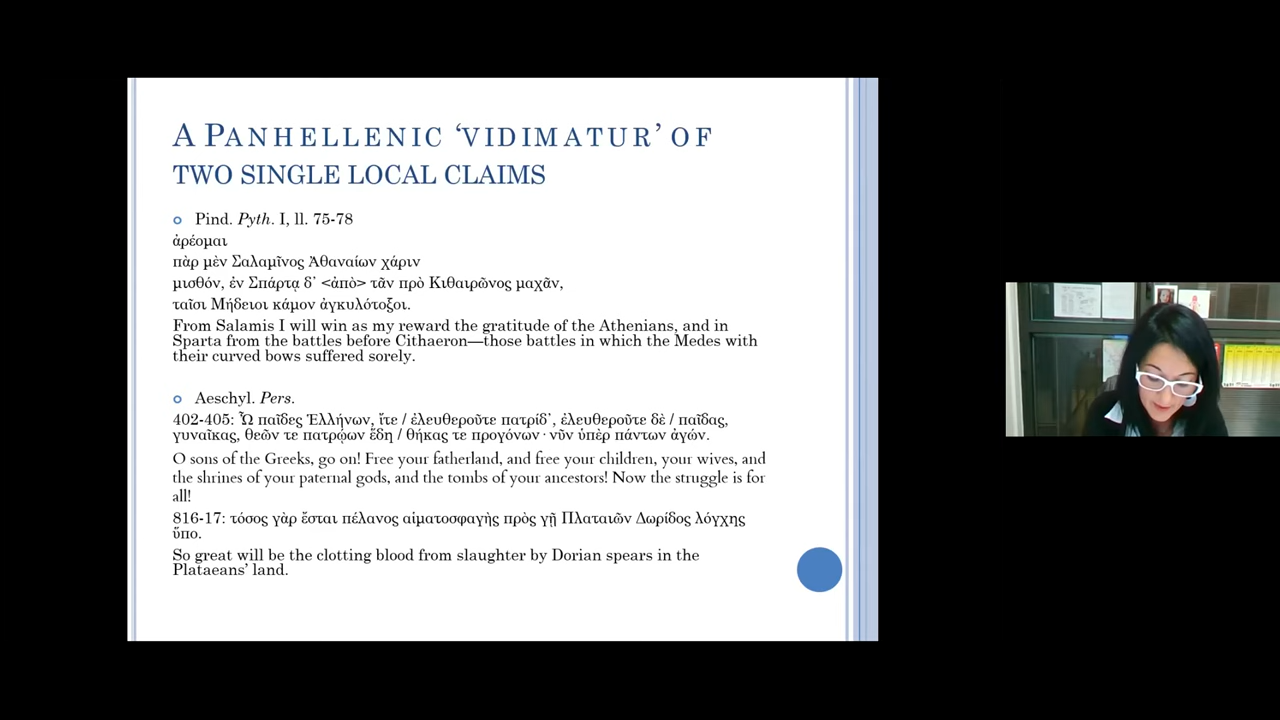 A PANHELLENIC ‘VIDIMATUR’ OF
TWO SINGLE LOCAL CLAIMS
Pind. Pyth. I, ll. 75-78
ἀρέομαι
πὰρ μὲν Σαλαμῖνος Ἀθαναίων χάριν
μισθόν, ἐν Σπάρτᾳ δ’ <ἀπὸ> τᾶν πρὸ Κιθαιρῶνος μαχᾶν,
ταῖσι Μήδειοι κάμον ἀγκυλότοξοι.
From Salamis I will win as my reward the gratitude of the Athenians, and in
Sparta from the battles before Cithaeron—those battles in which the Medes with
their curved bows suffered sorely.
Aeschyl. Pers.
402-405: Ὦ παῖδες Ἑλλήνων, ἴτε / ἐλευθεροῦτε πατρίδ’, ἐλευθεροῦτε δὲ / παῖδας,
γυναῖκας, θεῶν τε πατρῴων ἕδη / θήκας τε προγόνων· νῦν ὑπὲρ πάντων ἀγών.
O sons of the Greeks, go on! Free your fatherland, and free your children, your wives, and
the shrines of your paternal gods, and the tombs of your ancestors! Now the struggle is for
all!
816-17: τόσος γὰρ ἔσται πέλανος αἱματοσφαγὴς πρὸς γῇ Πλαταιῶν Δωρίδος λόγχης
ὕπο.
So great will be the clotting blood from slaughter by Dorian spears in the
Plataeans’ land.